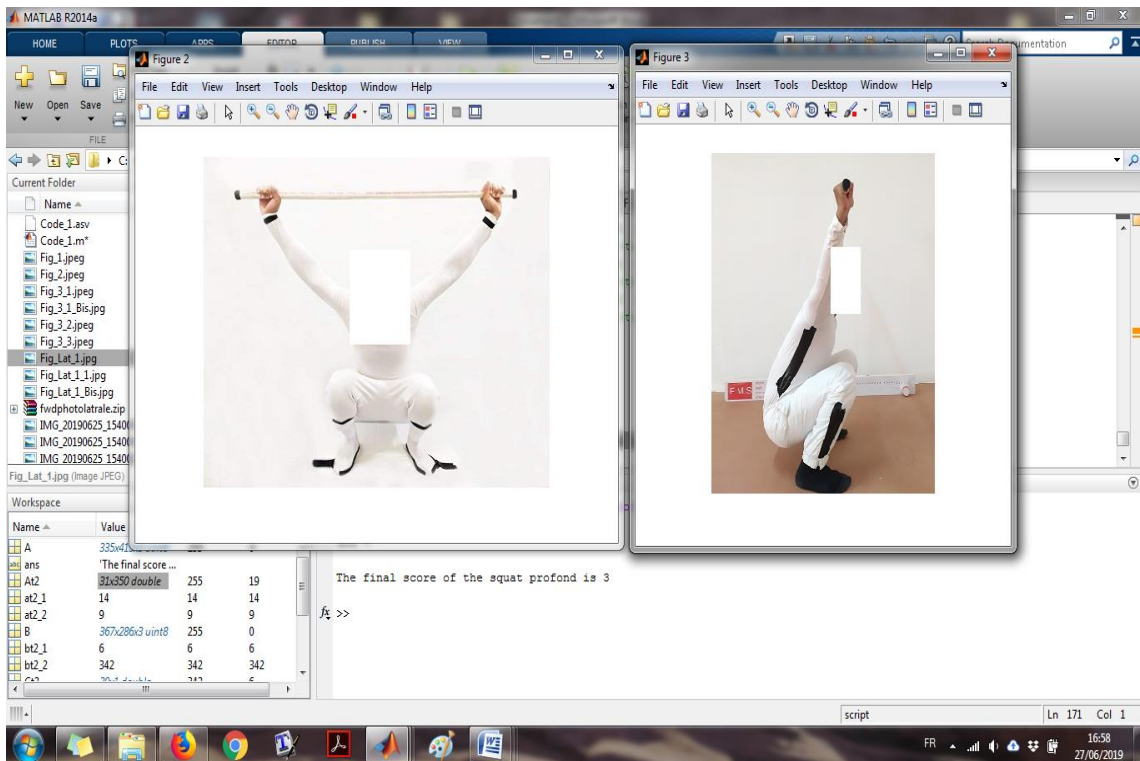 MATLAB R2014a
HOME PLOTS APPS EDITOR PUBLISH VIEW
New Open Save
FILE
Current Folder
Name
Code_1.asv
Code_1.m*
Fig_1.jpeg
Fig_2.jpeg
Fig_3_1.jpeg
Fig_3_1_Bis.jpg
Fig_3_2.jpeg
Fig_3_3.jpeg
Fig_Lat_1.jpg
Fig_Lat_1_1.jpg
Fig_Lat_1_Bis.jpg
fwdphotolatrale.zip
IMG_20190625_15400
IMG_20190625_15400
IMG_20190625_15400
Fig_Lat_1.jpg (Image JPEG)
Workspace
Name Value
A
ans 'The final score ...
At2 31x350 double 255 19
at2_1 14 14 14
at2_2 9 9 9
B 367x286x3 uint8 255 0
bt2_1 6 6 6
bt2_2 342 342 342
Figure 2
File Edit View Insert Tools Desktop Window Help
Figure 3
File Edit View Insert Tools Desktop Window Help
FMS
The final score of the squat profond is 3
fx >>
script Ln 171 Col 1
FR 16:58
27/06/2019